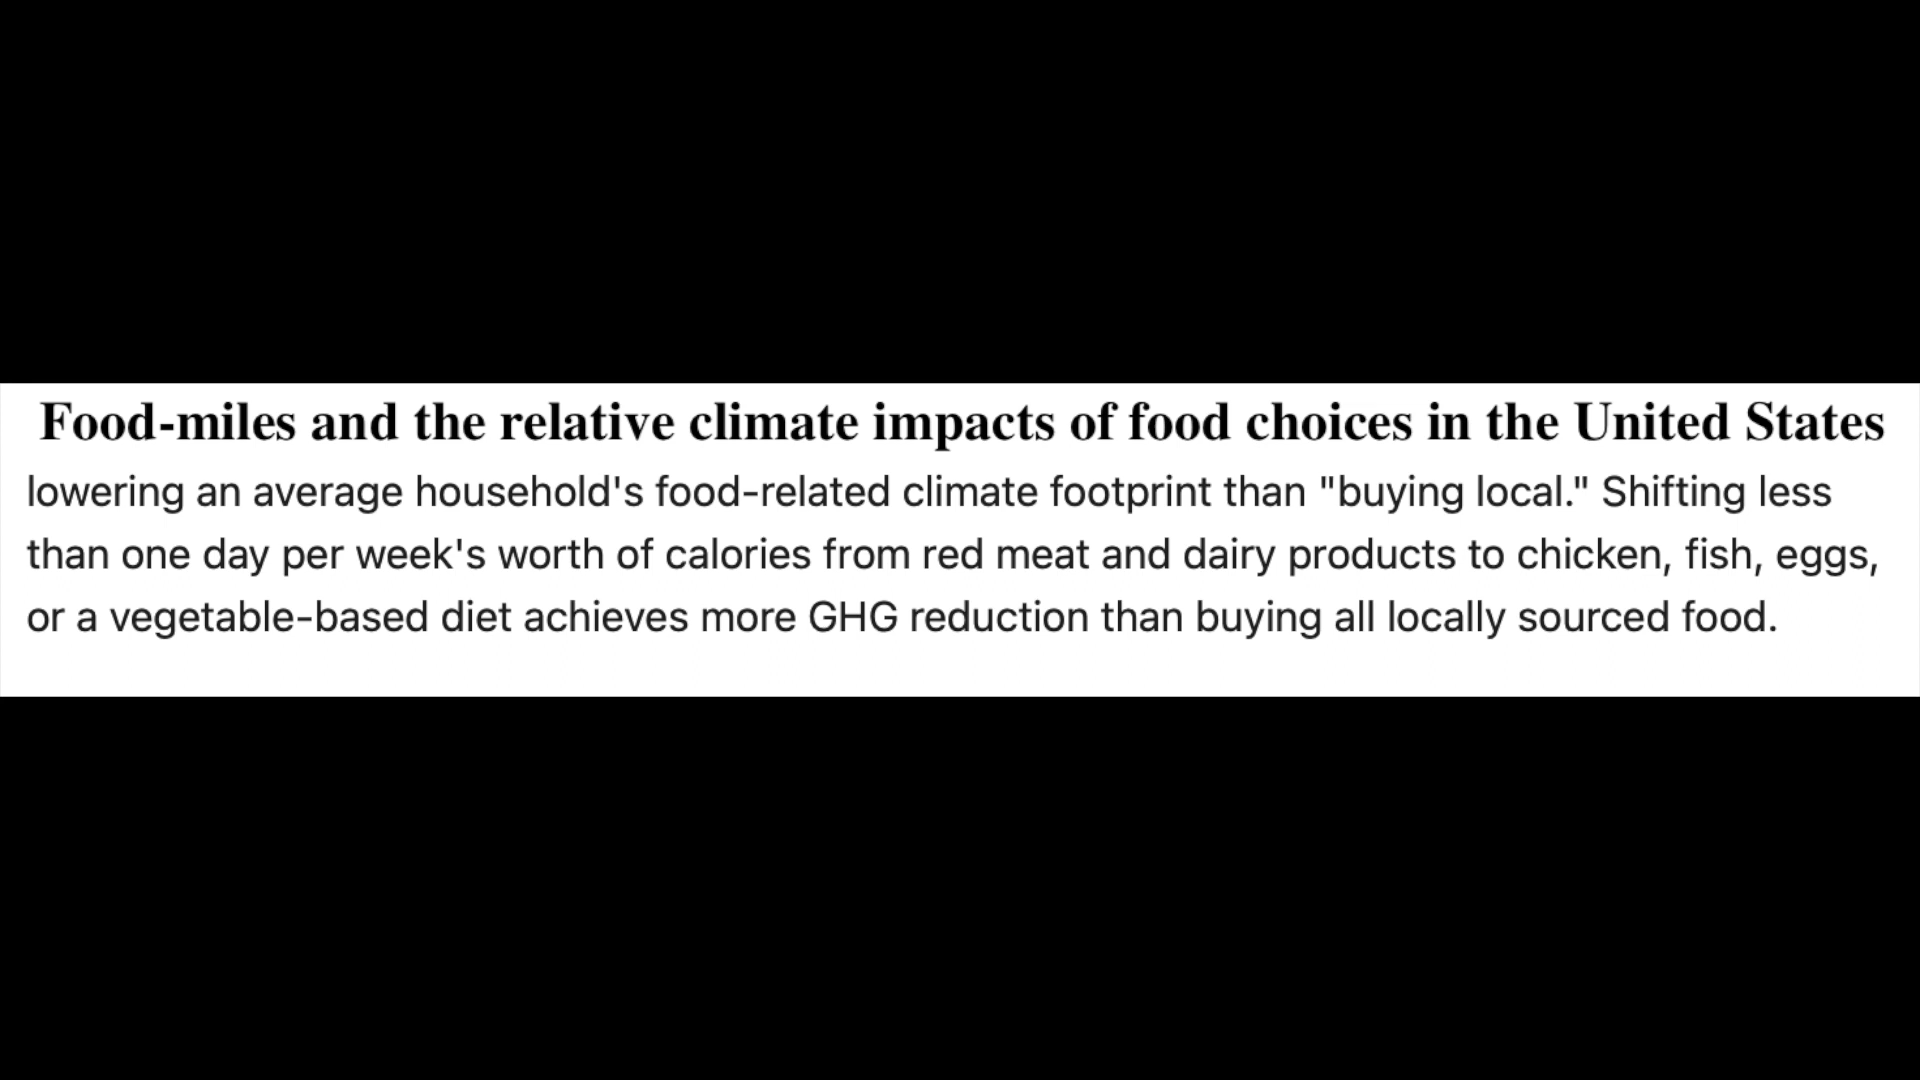 Food-miles and the relative climate impacts of food choices in the United States
lowering an average household's food-related climate footprint than "buying local." Shifting less
than one day per week's worth of calories from red meat and dairy products to chicken, fish, eggs,
or a vegetable-based diet achieves more GHG reduction than buying all locally sourced food.